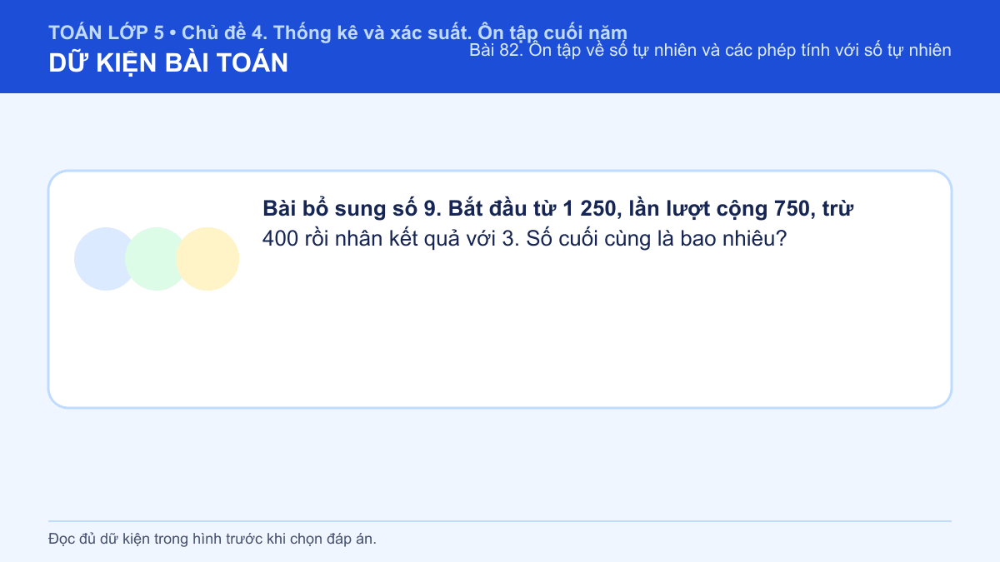 TOÁN LỚP 5 • Chủ đề 4. Thống kê và xác suất. Ôn tập cuối năm
Bài 82. Ôn tập về số tự nhiên và các phép tính với số tự nhiên
DỮ KIỆN BÀI TOÁN
Bài bổ sung số 9. Bắt đầu từ 1 250, lần lượt cộng 750, trừ
400 rồi nhân kết quả với 3. Số cuối cùng là bao nhiêu?
Đọc đủ dữ kiện trong hình trước khi chọn đáp án.